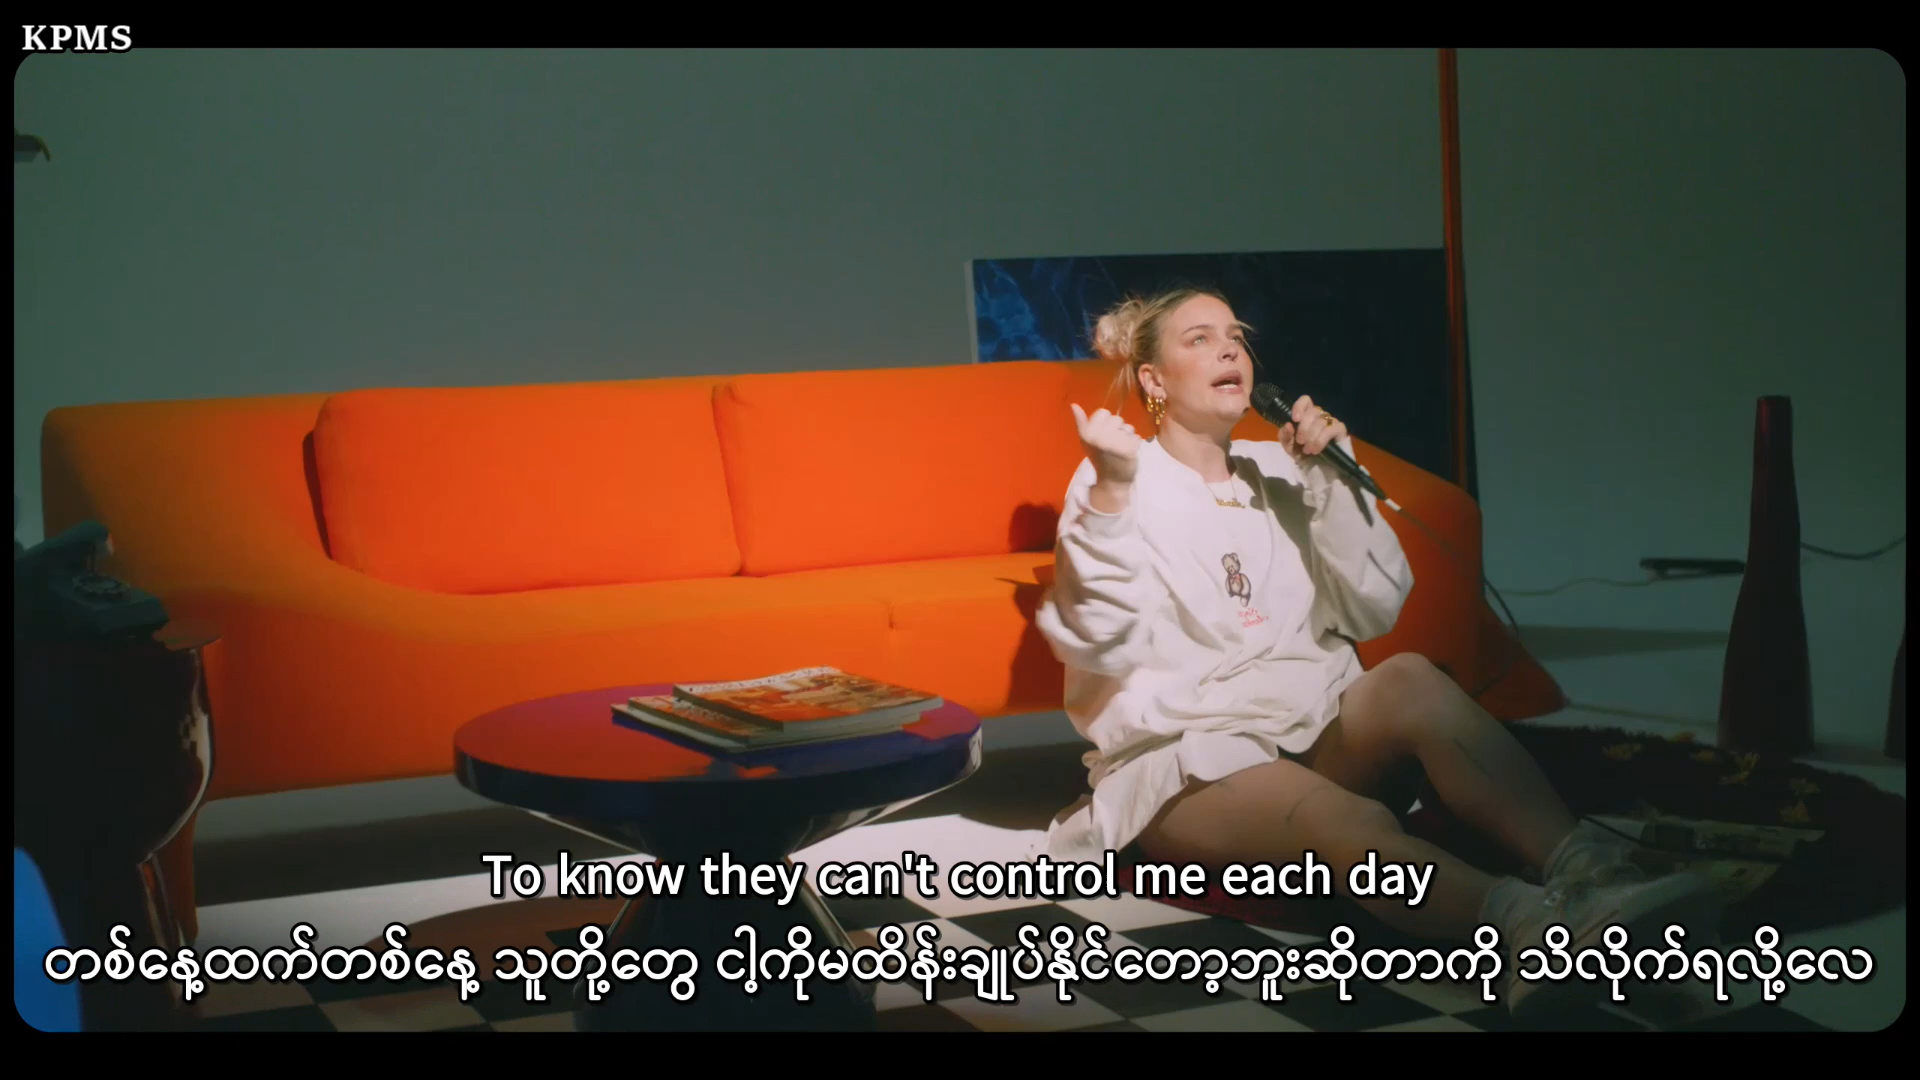 KPMS
To know they can't control me each day
တစ်နေ့ထက်တစ်နေ့ သူတို့တွေ ငါ့ကိုမထိန်းချုပ်နိုင်တော့ဘူးဆိုတာကို သိလိုက်ရလို့လေ